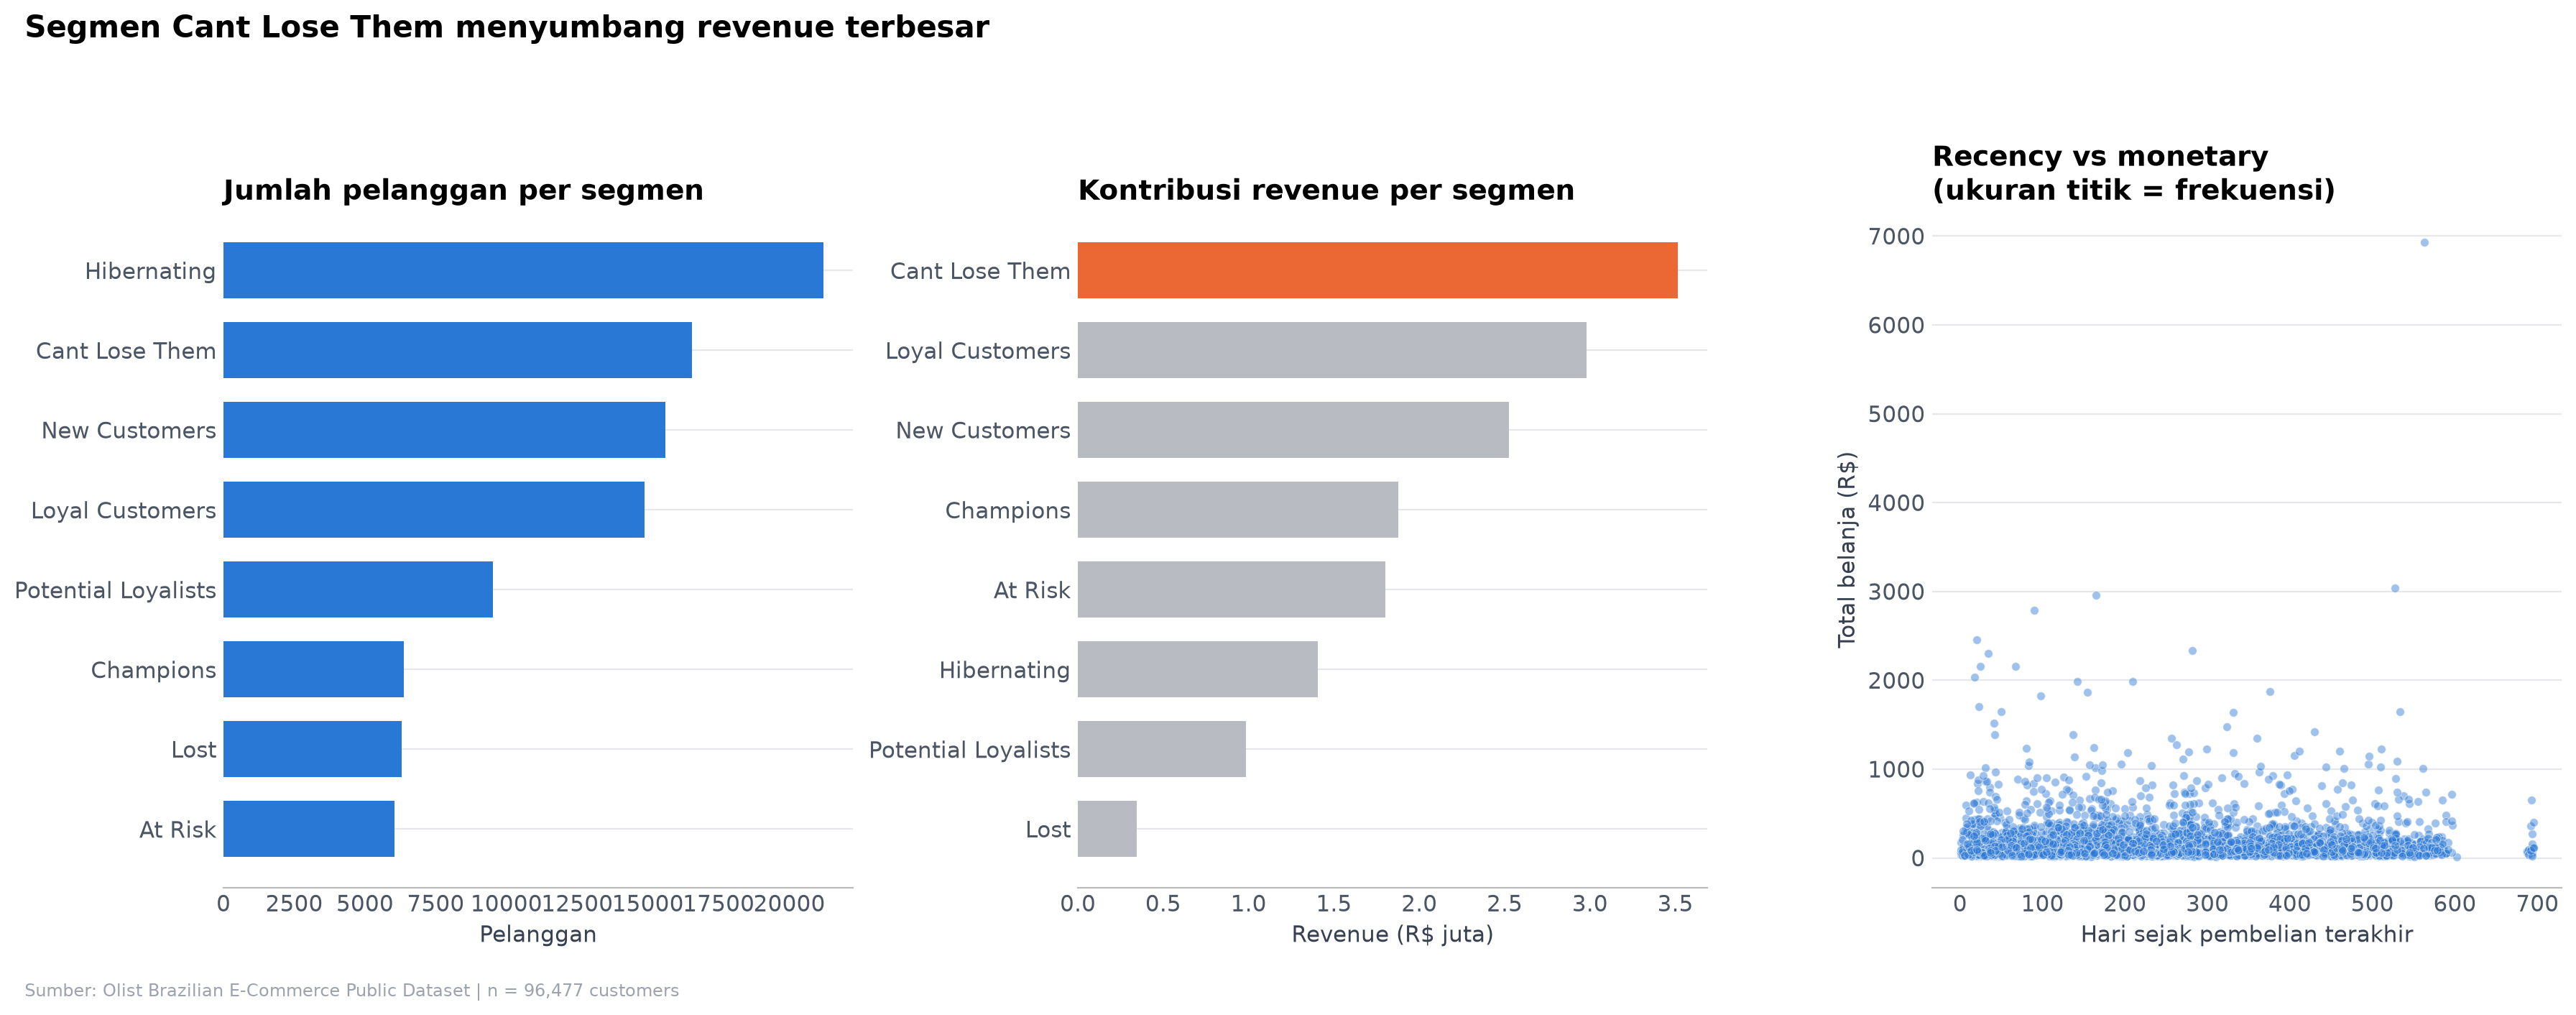 Segmen Cant Lose Them menyumbang revenue terbesar
Jumlah pelanggan per segmen
Hibernating
Cant Lose Them
New Customers
Loyal Customers
Potential Loyalists
Champions
Lost
At Risk
0 2500 5000 7500 10000 12500 15000 17500 20000
Pelanggan
Kontribusi revenue per segmen
Cant Lose Them
Loyal Customers
New Customers
Champions
At Risk
Hibernating
Potential Loyalists
Lost
0.0 0.5 1.0 1.5 2.0 2.5 3.0 3.5
Revenue (R$ juta)
Recency vs monetary
(ukuran titik = frekuensi)
Total belanja (R$)
7000
6000
5000
4000
3000
2000
1000
0
0 100 200 300 400 500 600 700
Hari sejak pembelian terakhir
Sumber: Olist Brazilian E-Commerce Public Dataset | n = 96,477 customers